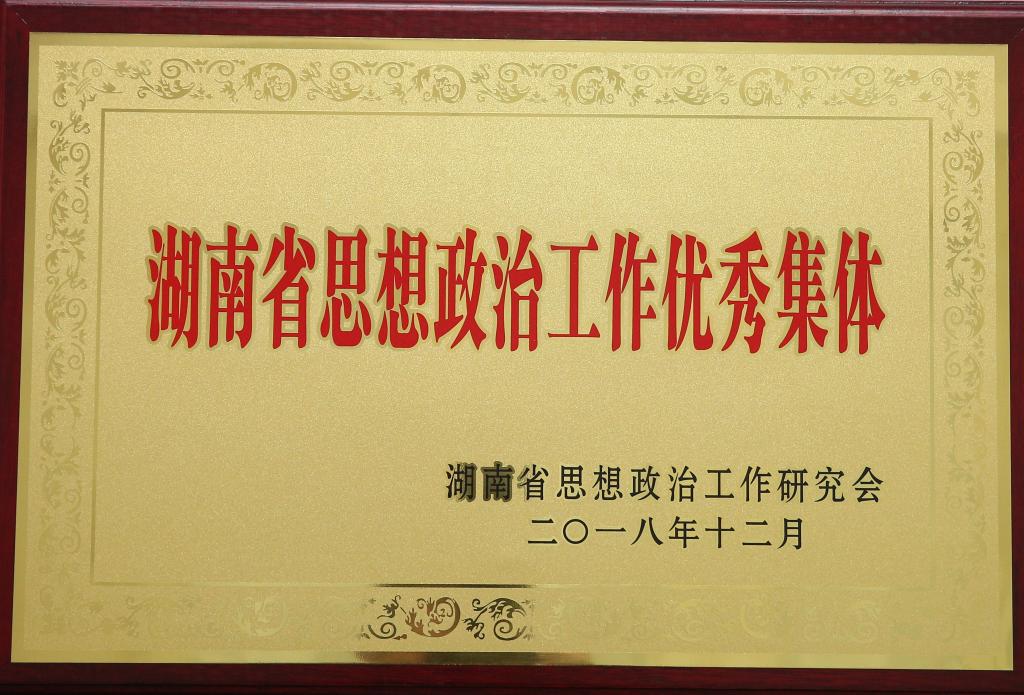 湖南省思想政治工作优秀集体
湖南省思想政治工作研究会
二〇一八年十二月